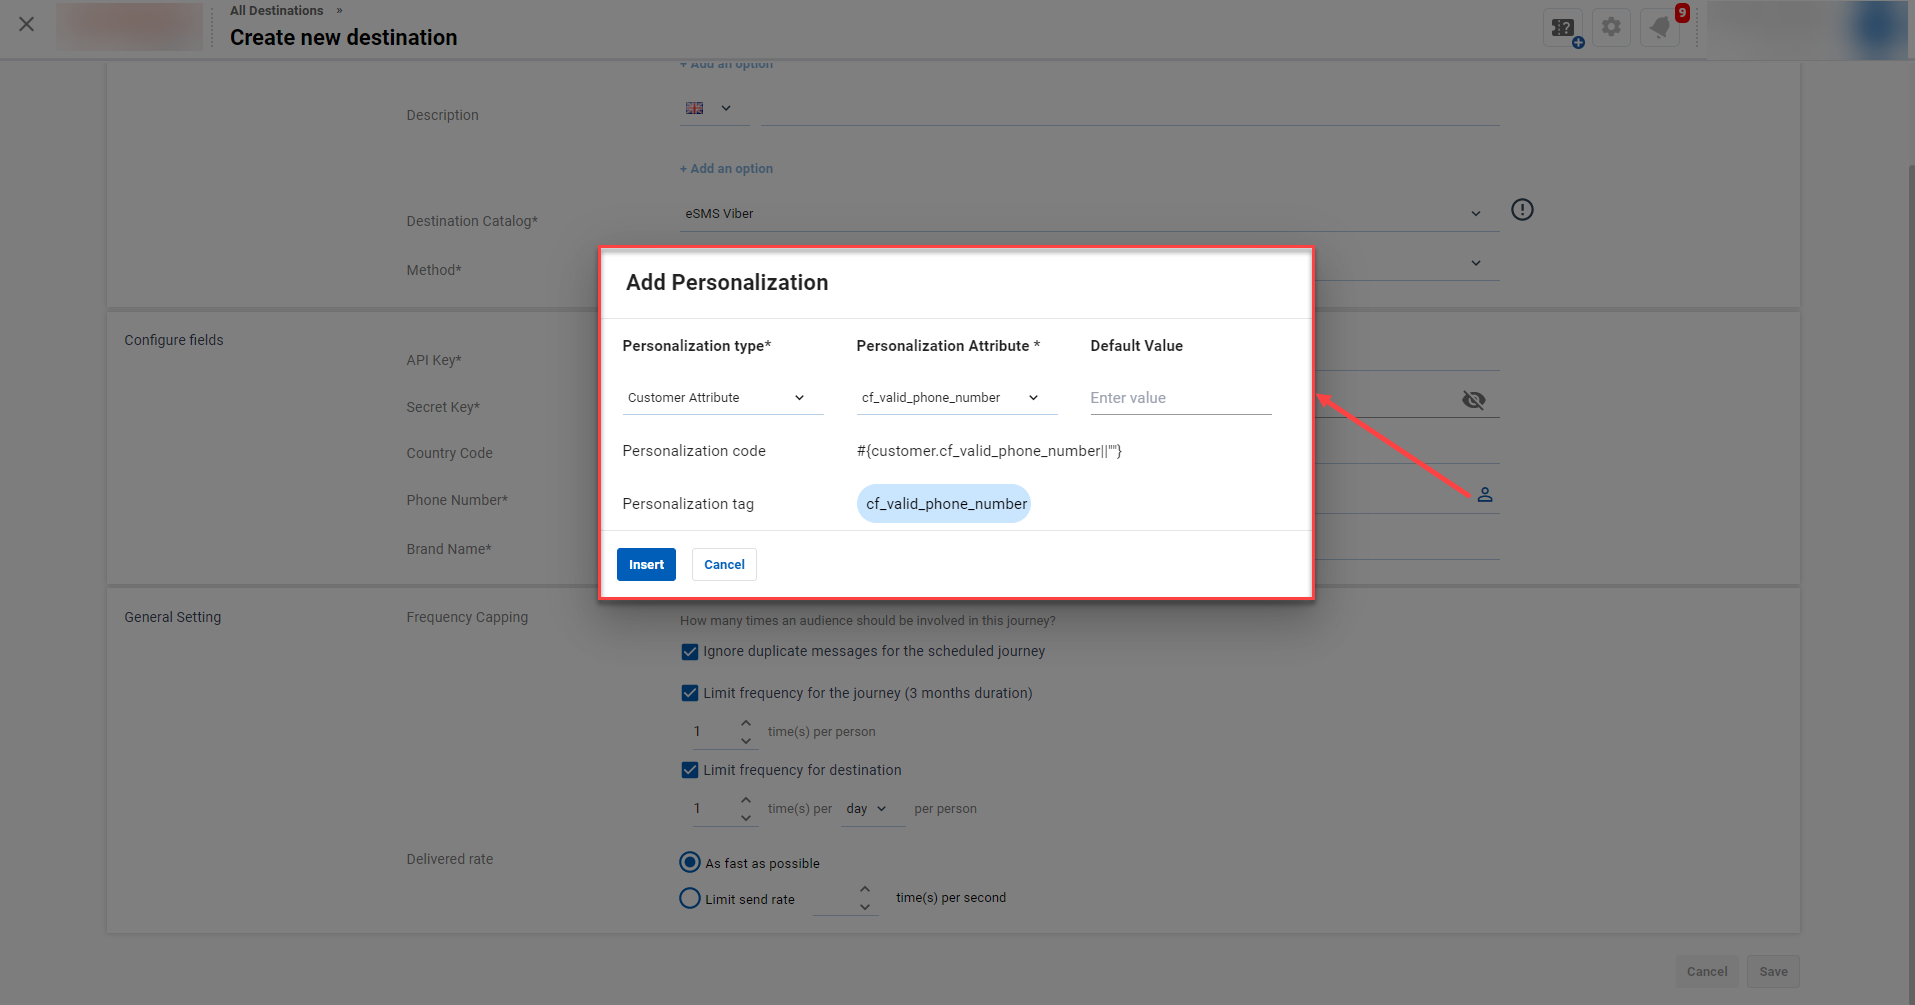 All Destinations »
Create new destination
9
+ Add an option
Description
+ Add an option
Destination Catalog*
eSMS Viber
Method*
Add Personalization
Personalization type*
Personalization Attribute *
Default Value
Customer Attribute
cf_valid_phone_number
Enter value
Personalization code
#{customer.cf_valid_phone_number||""}
Personalization tag
cf_valid_phone_number
Insert
Cancel
Configure fields
API Key*
Secret Key*
Country Code
Phone Number*
Brand Name*
General Setting
Frequency Capping
How many times an audience should be involved in this journey?
Ignore duplicate messages for the scheduled journey
Limit frequency for the journey (3 months duration)
1 time(s) per person
Limit frequency for destination
1 time(s) per day per person
Delivered rate
As fast as possible
Limit send rate time(s) per second
Cancel
Save